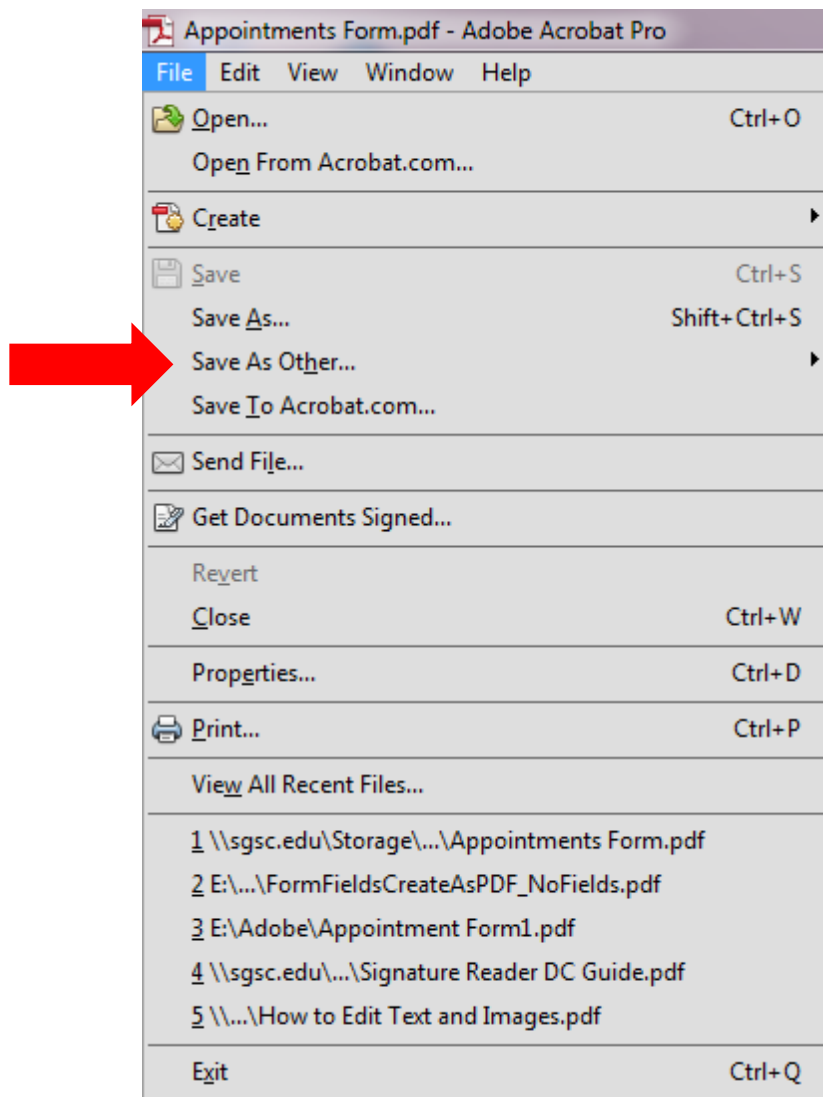 Appointments Form.pdf - Adobe Acrobat Pro
File Edit View Window Help
Open... Ctrl+O
Open From Acrobat.com...
Create
Save Ctrl+S
Save As... Shift+Ctrl+S
Save As Other...
Save To Acrobat.com...
Send File...
Get Documents Signed...
Revert
Close Ctrl+W
Properties... Ctrl+D
Print... Ctrl+P
View All Recent Files...
1 \\sgsc.edu\Storage\...\Appointments Form.pdf
2 E:\...\FormFieldsCreateAsPDF_NoFields.pdf
3 E:\Adobe\Appointment Form1.pdf
4 \\sgsc.edu\...\Signature Reader DC Guide.pdf
5 \\...\How to Edit Text and Images.pdf
Exit Ctrl+Q